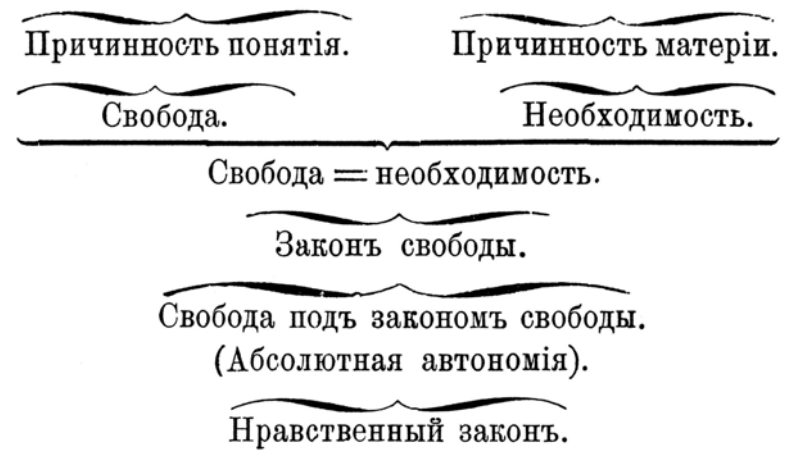 Причинность понятія. Причинность матеріи.
Свобода. Необходимость.
Свобода = необходимость.
Законъ свободы.
Свобода подъ закономъ свободы.
(Абсолютная автономія).
Нравственный законъ.